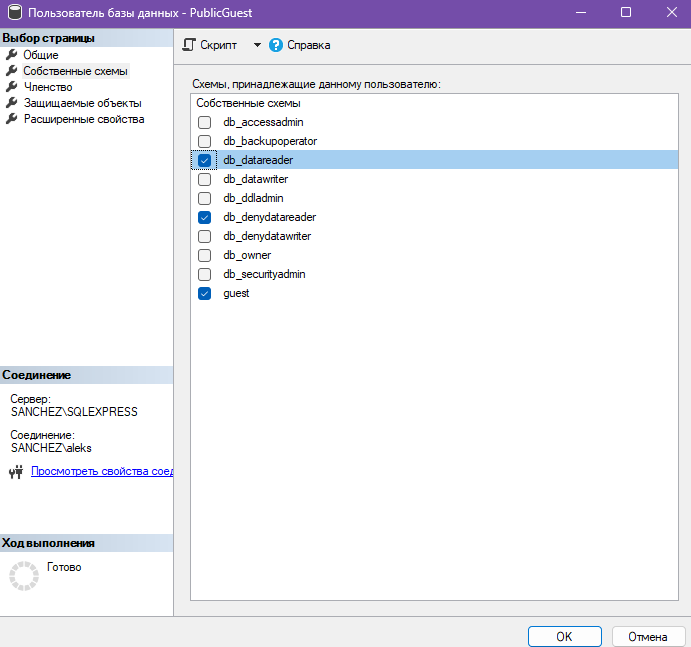 Пользователь базы данных - PublicGuest
Выбор страницы
Общие
Собственные схемы
Членство
Защищаемые объекты
Расширенные свойства
Скрипт
Справка
Схемы, принадлежащие данному пользователю:
Собственные схемы
db_accessadmin
db_backupoperator
db_datareader
db_datawriter
db_ddladmin
db_denydatareader
db_denydatawriter
db_owner
db_securityadmin
guest
Соединение
Сервер:
SANCHEZ\SQLEXPRESS
Соединение:
SANCHEZ\aleks
Просмотреть свойства соед
Ход выполнения
Готово
OK
Отмена